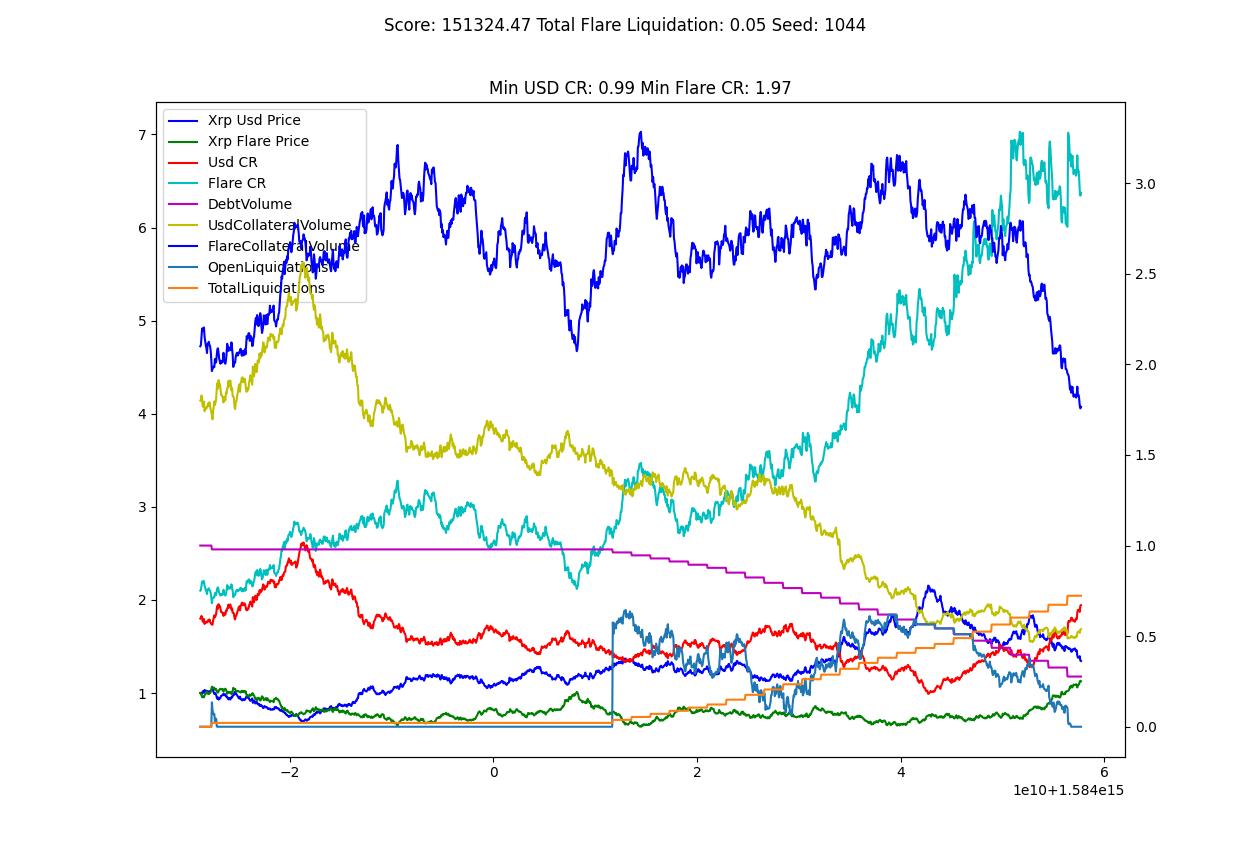 Score: 151324.47 Total Flare Liquidation: 0.05 Seed: 1044
Min USD CR: 0.99 Min Flare CR: 1.97
Xrp Usd Price
Xrp Flare Price
Usd CR
Flare CR
DebtVolume
UsdCollateralVolume
FlareCollateralVolume
OpenLiquidations
TotalLiquidations
7
6
5
4
3
2
1
3.0
2.5
2.0
1.5
1.0
0.5
0.0
−2
0
2
4
6
1e10+1.584e15